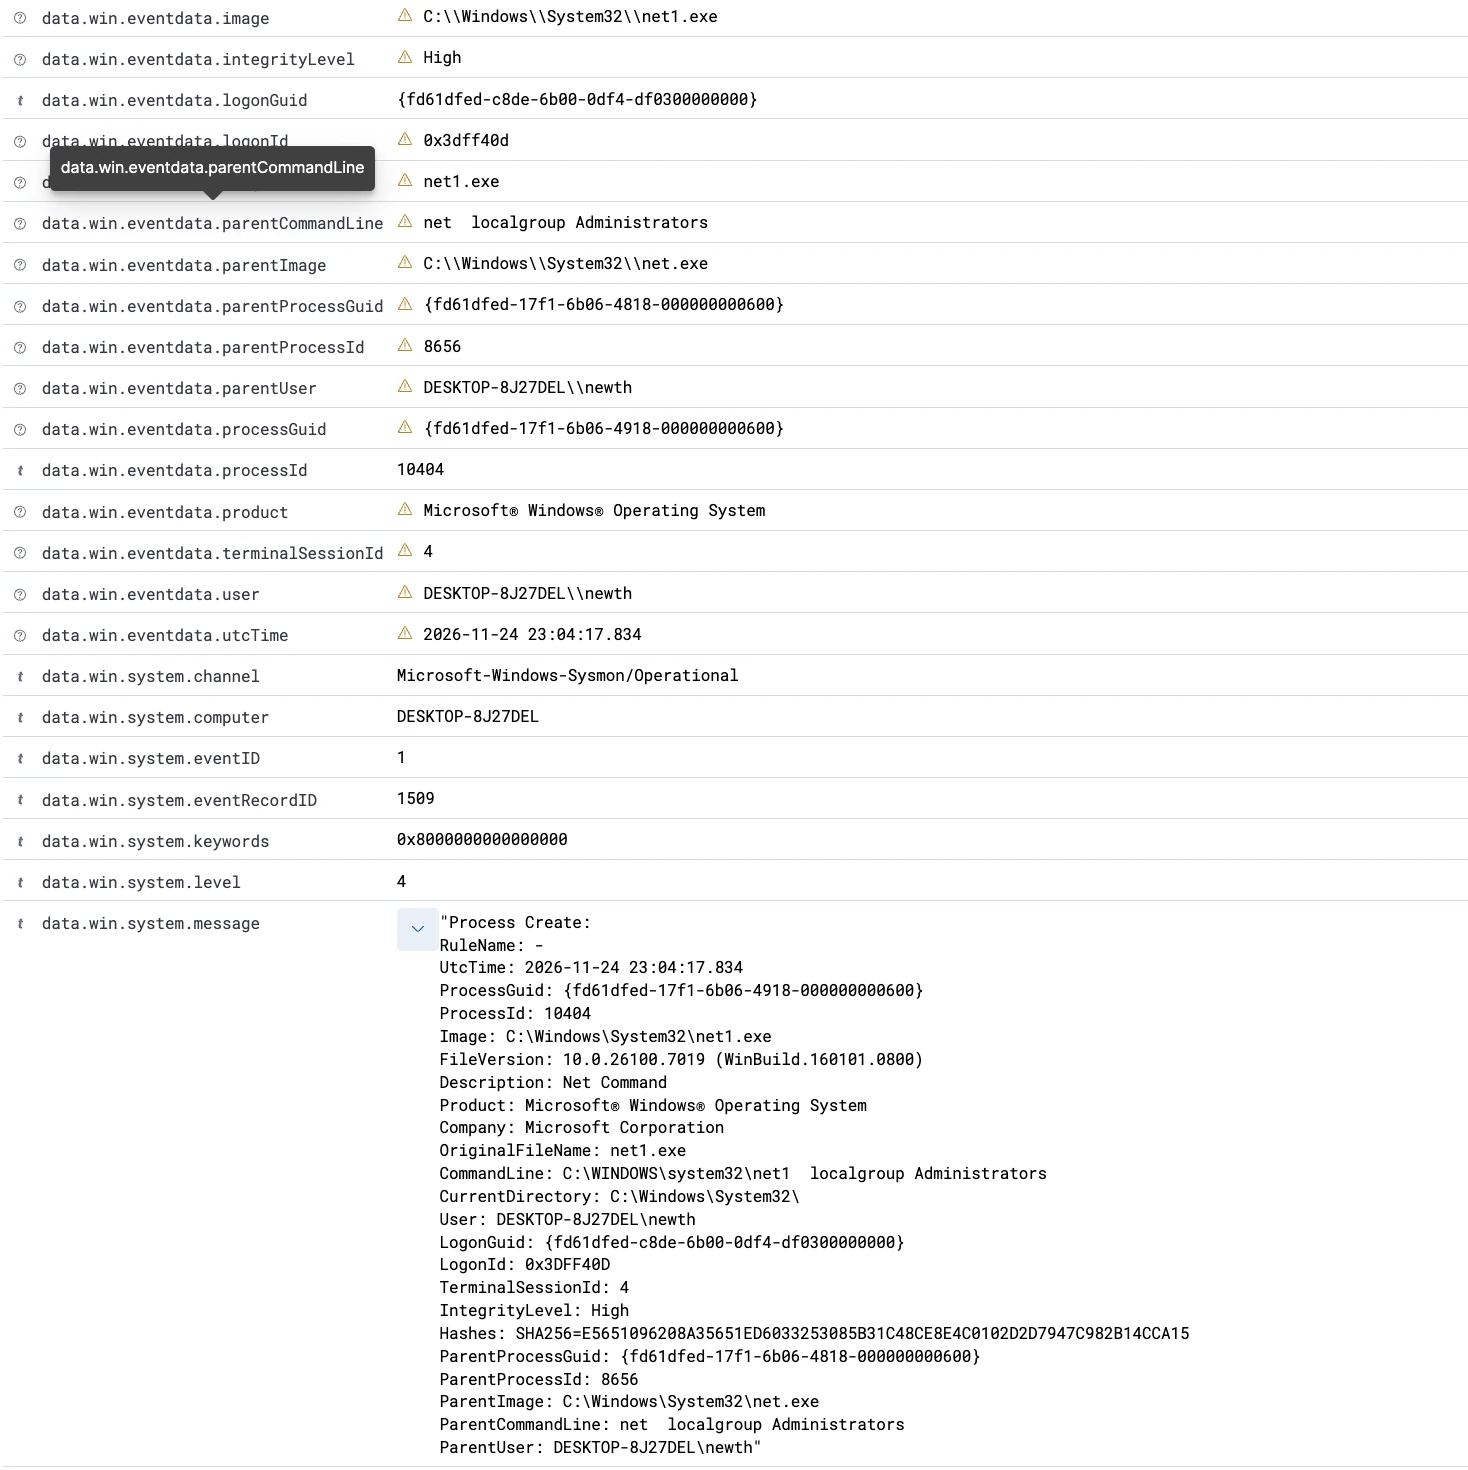 data.win.eventdata.image C:\\Windows\\System32\\net1.exe
data.win.eventdata.integrityLevel High
t data.win.eventdata.logonGuid {fd61dfed-c8de-6b00-0df4-df0300000000}
data.win.eventdata.logonId 0x3dff40d
data.win.eventdata.parentCommandLine
net1.exe
data.win.eventdata.parentCommandLine net  localgroup Administrators
data.win.eventdata.parentImage C:\\Windows\\System32\\net.exe
data.win.eventdata.parentProcessGuid {fd61dfed-17f1-6b06-4818-000000000600}
data.win.eventdata.parentProcessId 8656
data.win.eventdata.parentUser DESKTOP-8J27DEL\\newth
data.win.eventdata.processGuid {fd61dfed-17f1-6b06-4918-000000000600}
t data.win.eventdata.processId 10404
data.win.eventdata.product Microsoft® Windows® Operating System
data.win.eventdata.terminalSessionId 4
data.win.eventdata.user DESKTOP-8J27DEL\\newth
data.win.eventdata.utcTime 2026-11-24 23:04:17.834
t data.win.system.channel Microsoft-Windows-Sysmon/Operational
t data.win.system.computer DESKTOP-8J27DEL
t data.win.system.eventID 1
t data.win.system.eventRecordID 1509
t data.win.system.keywords 0x8000000000000000
t data.win.system.level 4
t data.win.system.message "Process Create:
RuleName: -
UtcTime: 2026-11-24 23:04:17.834
ProcessGuid: {fd61dfed-17f1-6b06-4918-000000000600}
ProcessId: 10404
Image: C:\Windows\System32\net1.exe
FileVersion: 10.0.26100.7019 (WinBuild.160101.0800)
Description: Net Command
Product: Microsoft® Windows® Operating System
Company: Microsoft Corporation
OriginalFileName: net1.exe
CommandLine: C:\WINDOWS\system32\net1  localgroup Administrators
CurrentDirectory: C:\Windows\System32\
User: DESKTOP-8J27DEL\newth
LogonGuid: {fd61dfed-c8de-6b00-0df4-df0300000000}
LogonId: 0x3DFF40D
TerminalSessionId: 4
IntegrityLevel: High
Hashes: SHA256=E5651096208A35651ED6033253085B31C48CE8E4C0102D2D7947C982B14CCA15
ParentProcessGuid: {fd61dfed-17f1-6b06-4818-000000000600}
ParentProcessId: 8656
ParentImage: C:\Windows\System32\net.exe
ParentCommandLine: net  localgroup Administrators
ParentUser: DESKTOP-8J27DEL\newth"